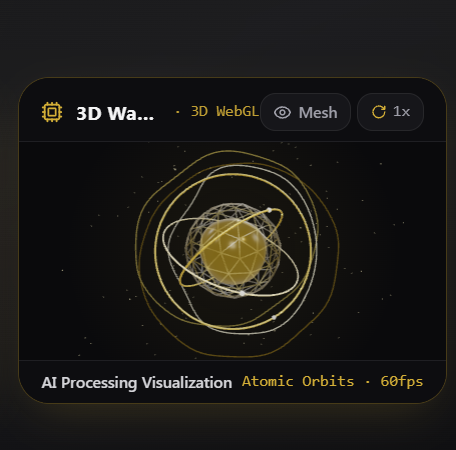 3D Wa... · 3D WebGL Mesh 1x
AI Processing Visualization Atomic Orbits · 60fps